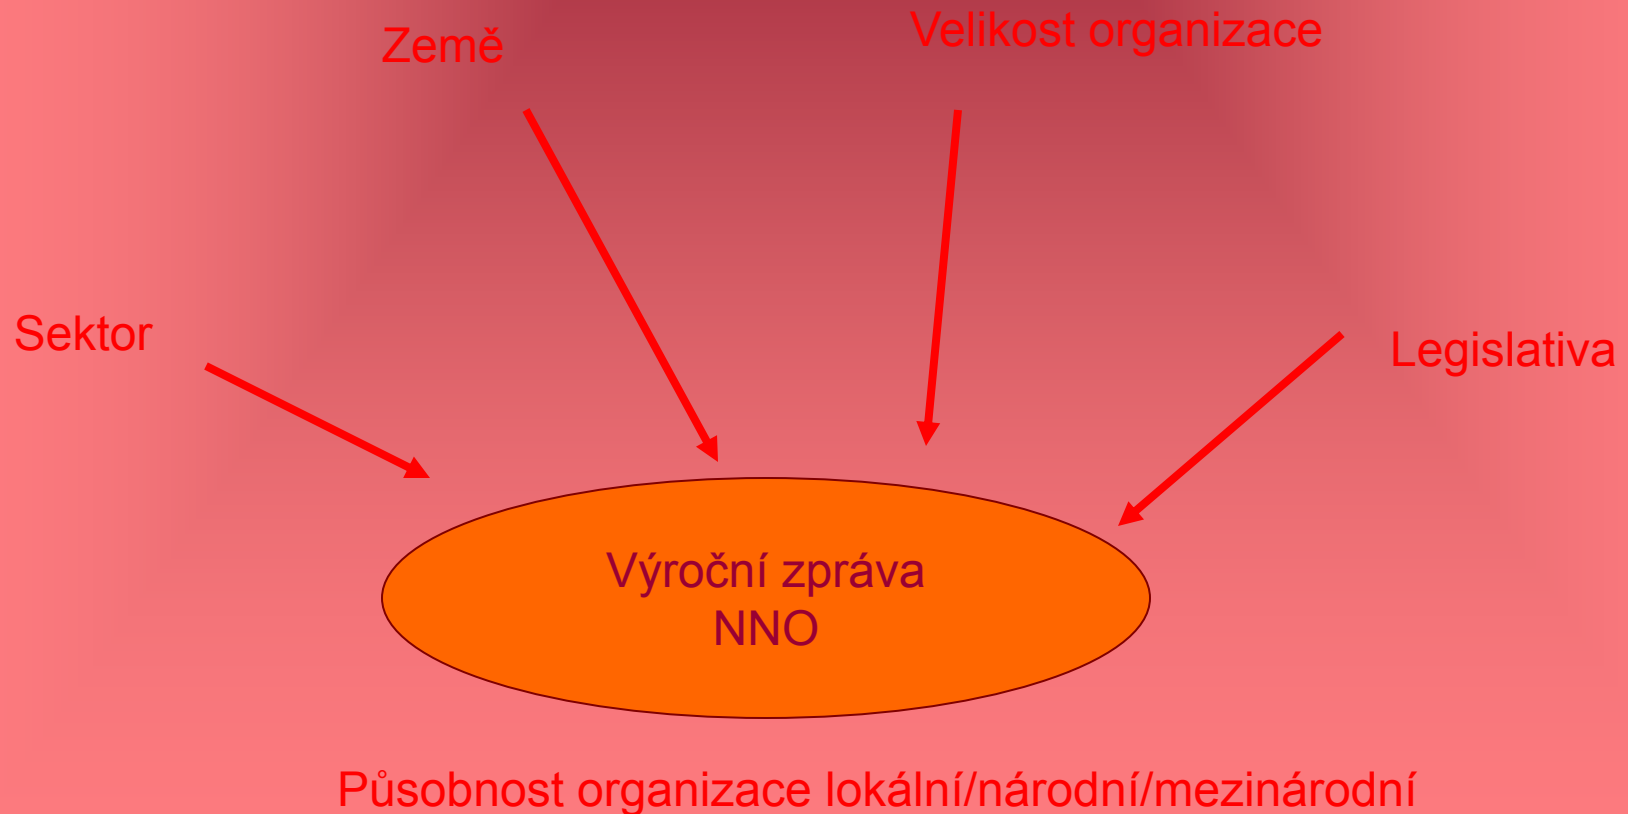 Země
Velikost organizace
Sektor
Legislativa
Výroční zpráva
NNO
Působnost organizace lokální/národní/mezinárodní